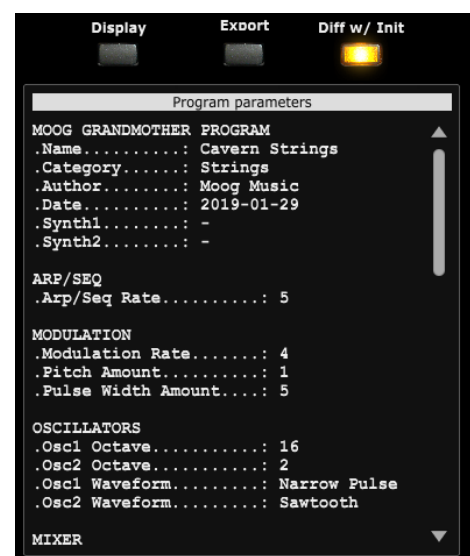 Display Export Diff w/ Init
Program parameters
MOOG GRANDMOTHER PROGRAM
.Name..........: Cavern Strings
.Category......: Strings
.Author........: Moog Music
.Date..........: 2019-01-29
.Synth1........: -
.Synth2........: -
ARP/SEQ
.Arp/Seq Rate..........: 5
MODULATION
.Modulation Rate.......: 4
.Pitch Amount..........: 1
.Pulse Width Amount....: 5
OSCILLATORS
.Osc1 Octave...........: 16
.Osc2 Octave...........: 2
.Osc1 Waveform.........: Narrow Pulse
.Osc2 Waveform.........: Sawtooth
MIXER